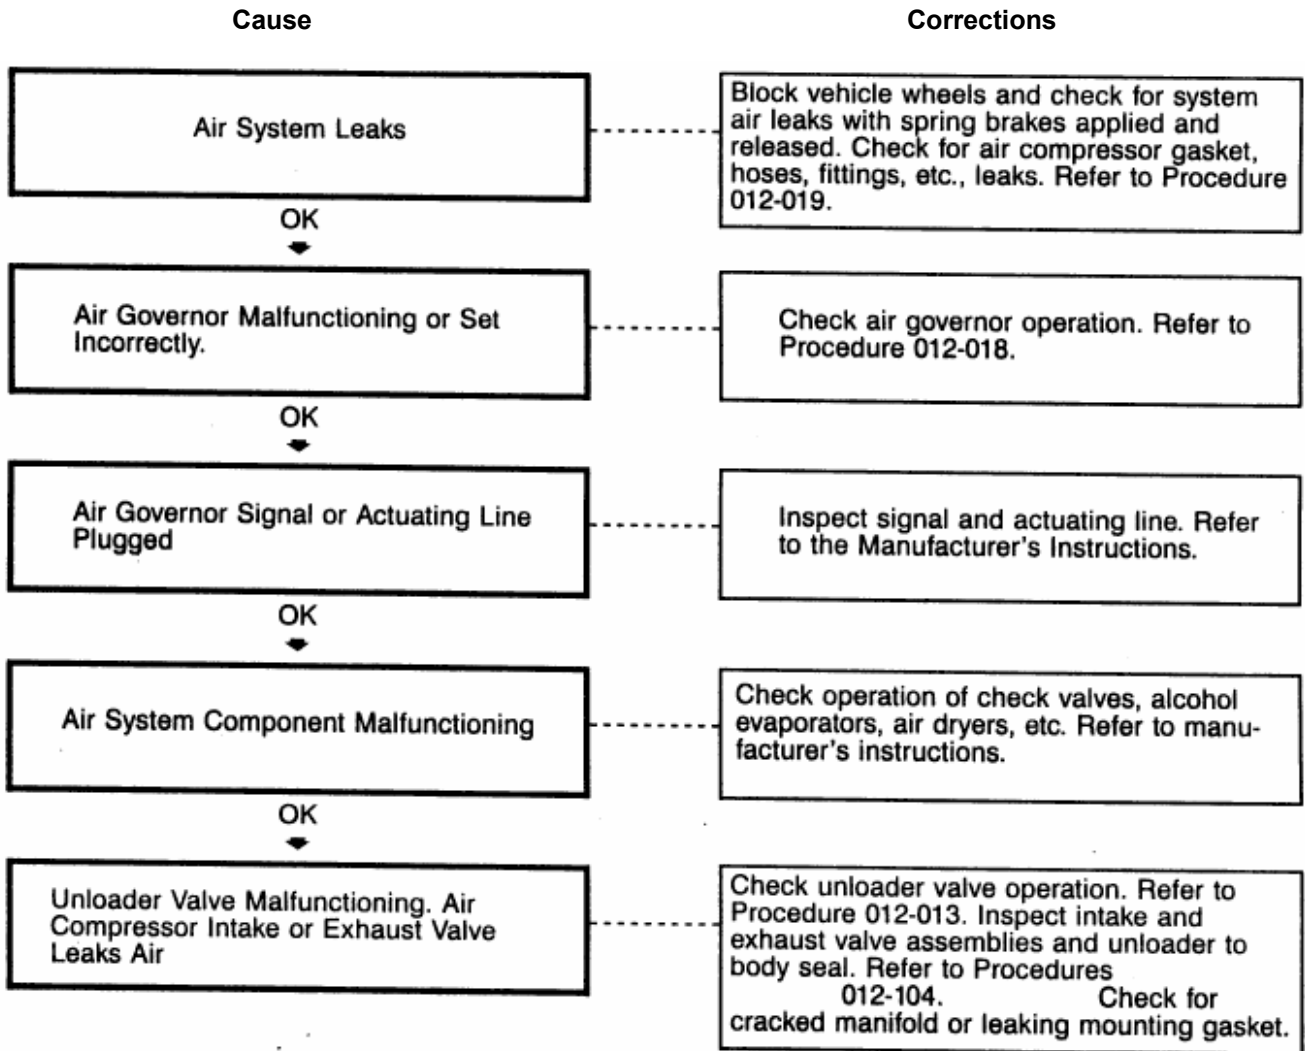 Cause
Corrections
Air System Leaks
Block vehicle wheels and check for system
air leaks with spring brakes applied and
released. Check for air compressor gasket,
hoses, fittings, etc., leaks. Refer to Procedure
012-019.
OK
Air Governor Malfunctioning or Set
Incorrectly.
Check air governor operation. Refer to
Procedure 012-018.
OK
Air Governor Signal or Actuating Line
Plugged
Inspect signal and actuating line. Refer
to the Manufacturer's Instructions.
OK
Air System Component Malfunctioning
Check operation of check valves, alcohol
evaporators, air dryers, etc. Refer to manu-
facturer's instructions.
OK
Unloader Valve Malfunctioning. Air
Compressor Intake or Exhaust Valve
Leaks Air
Check unloader valve operation. Refer to
Procedure 012-013. Inspect intake and
exhaust valve assemblies and unloader to
body seal. Refer to Procedures
012-104. Check for
cracked manifold or leaking mounting gasket.